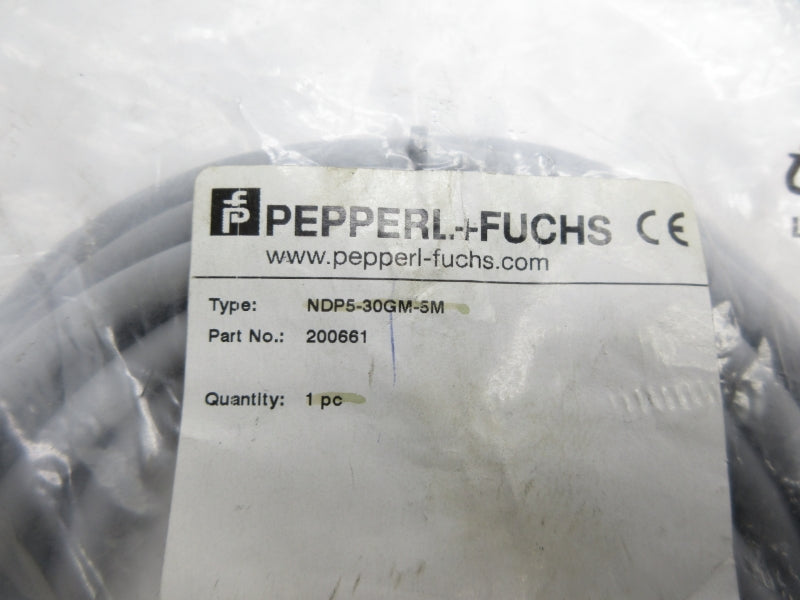 PEPPERL+FUCHS CE
www.pepperl-fuchs.com
Type: NDP5-30GM-5M
Part No.: 200661
Quantity: 1 pc